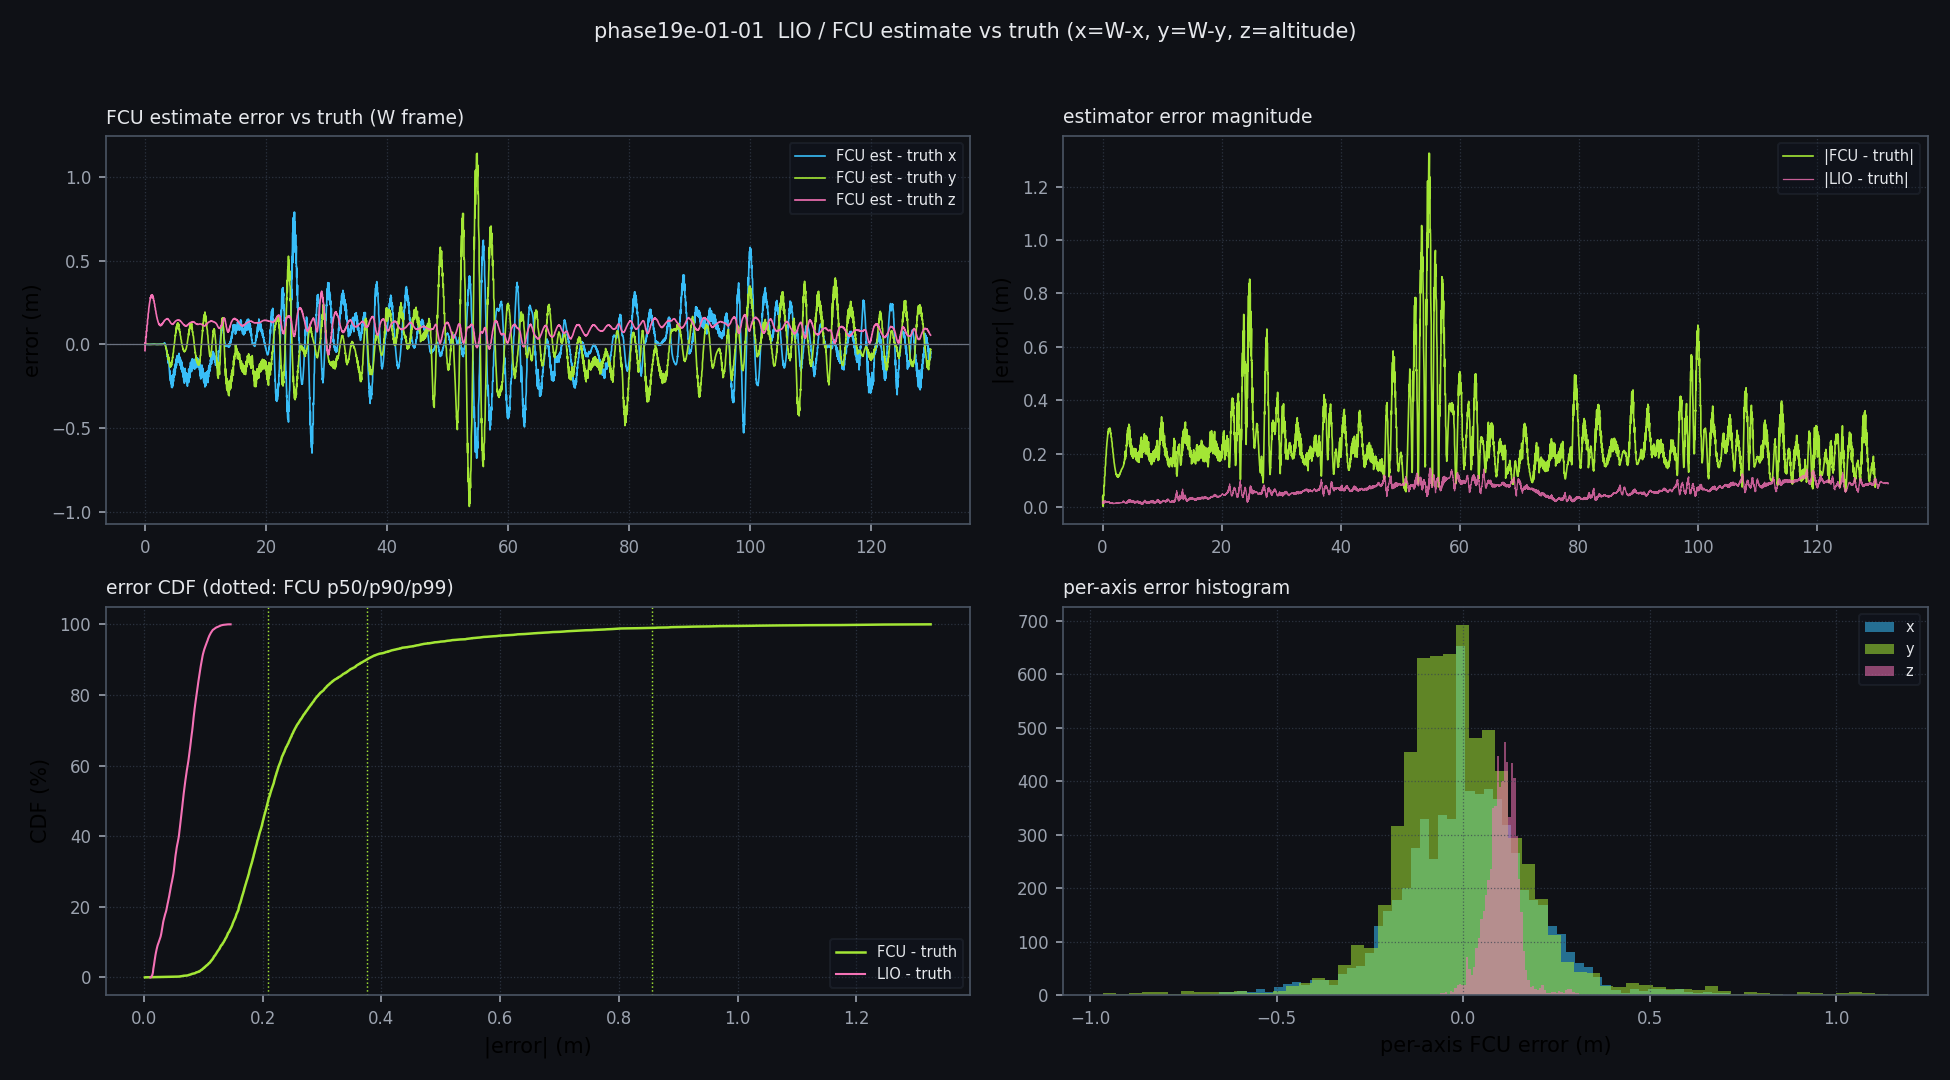 phase19e-01-01  LIO / FCU estimate vs truth (x=W-x, y=W-y, z=altitude)
FCU estimate error vs truth (W frame)
error (m)
1.0
0.5
0.0
−0.5
−1.0
0 20 40 60 80 100 120
FCU est - truth x
FCU est - truth y
FCU est - truth z
estimator error magnitude
|error| (m)
1.2
1.0
0.8
0.6
0.4
0.2
0.0
0 20 40 60 80 100 120
|FCU - truth|
|LIO - truth|
error CDF (dotted: FCU p50/p90/p99)
CDF (%)
100
80
60
40
20
0
0.0 0.2 0.4 0.6 0.8 1.0 1.2
|error| (m)
FCU - truth
LIO - truth
per-axis error histogram
700
600
500
400
300
200
100
0
−1.0 −0.5 0.0 0.5 1.0
per-axis FCU error (m)
x
y
z